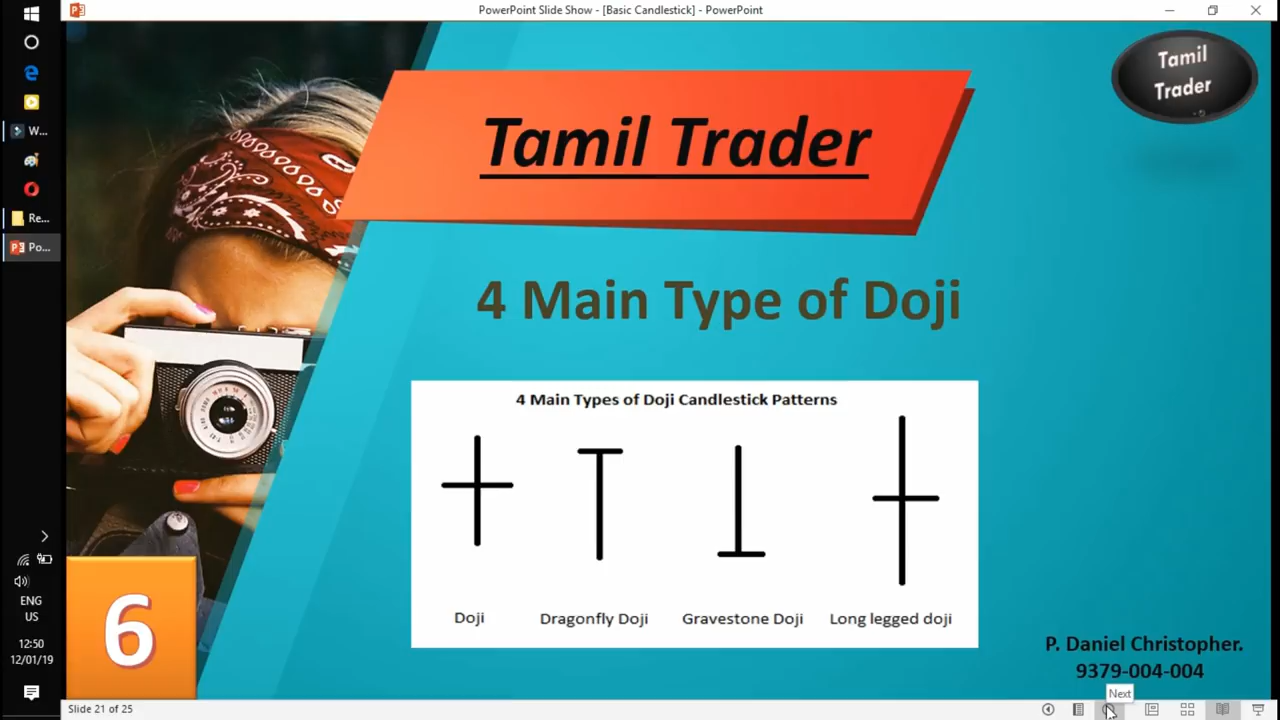 PowerPoint Slide Show - [Basic Candlestick] - PowerPoint
Tamil
Trader
Tamil Trader
W...
Re...
Po...
4 Main Type of Doji
4 Main Types of Doji Candlestick Patterns
Doji
Dragonfly Doji
Gravestone Doji
Long legged doji
ENG
US
12:50
12/01/19
6
P. Daniel Christopher.
9379-004-004
Next
Slide 21 of 25